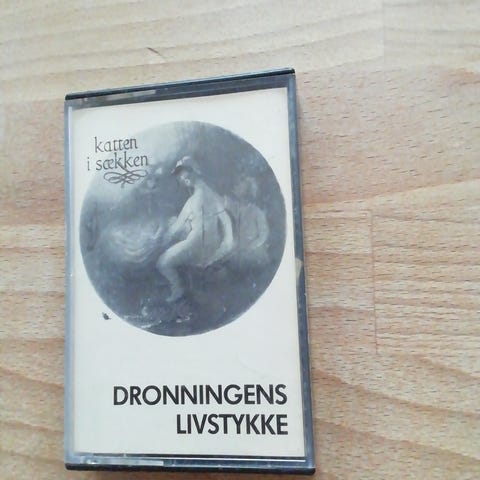 katten
i sækken
DRONNINGENS
LIVSTYKKE